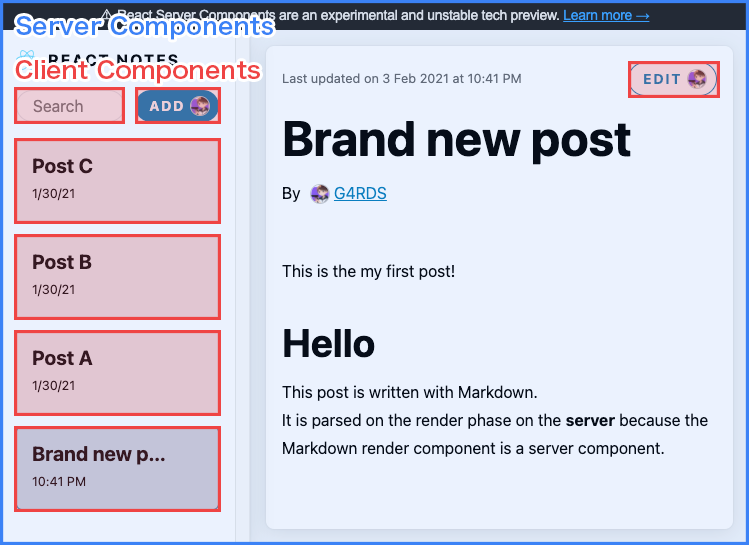 ⚠ React Server Components are an experimental and unstable tech preview. Learn more →
Server Components
REACT NOTES
Client Components
Search
ADD
Post C
1/30/21
Post B
1/30/21
Post A
1/30/21
Brand new p...
10:41 PM
Last updated on 3 Feb 2021 at 10:41 PM
EDIT
Brand new post
By G4RDS
This is the my first post!
Hello
This post is written with Markdown.
It is parsed on the render phase on the server because the
Markdown render component is a server component.